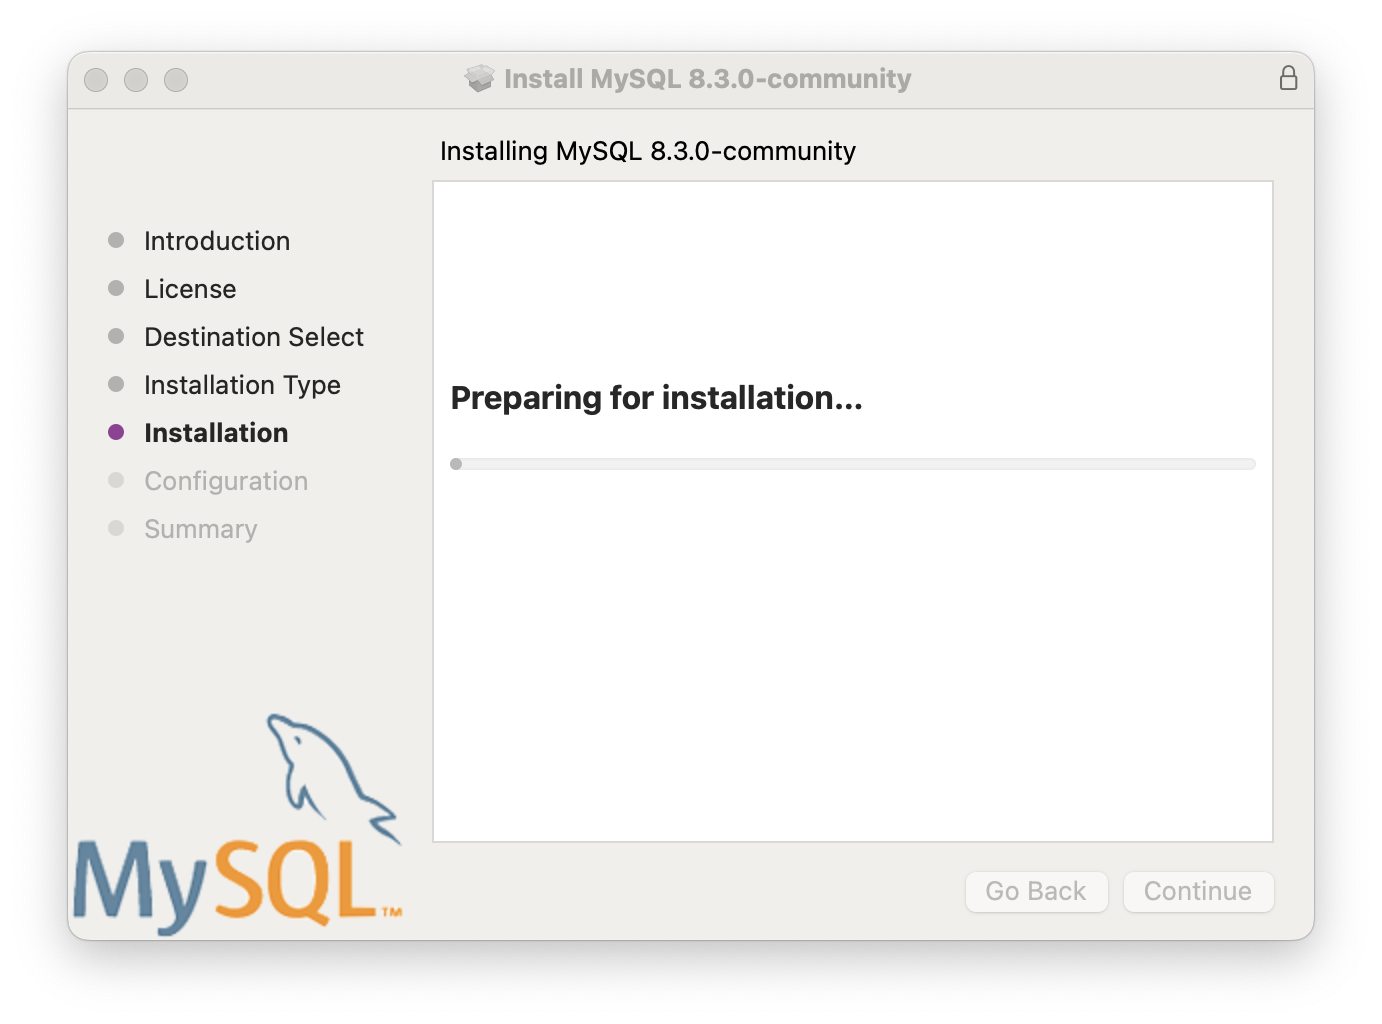 Install MySQL 8.3.0-community
Installing MySQL 8.3.0-community
Introduction
License
Destination Select
Installation Type
Installation
Configuration
Summary
Preparing for installation...
MySQL™
Go Back
Continue